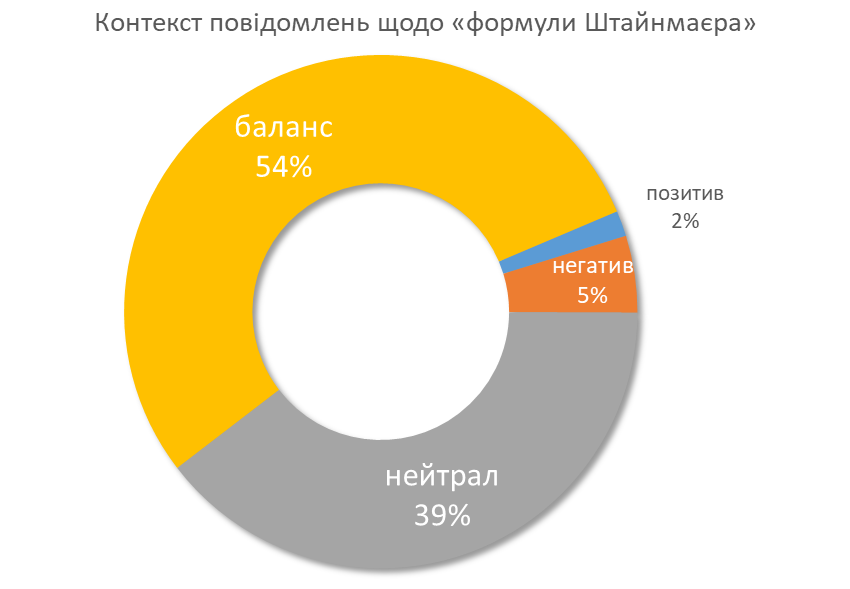 Контекст повідомлень щодо «формули Штайнмаєра»
баланс
54%
позитив
2%
негатив
5%
нейтрал
39%